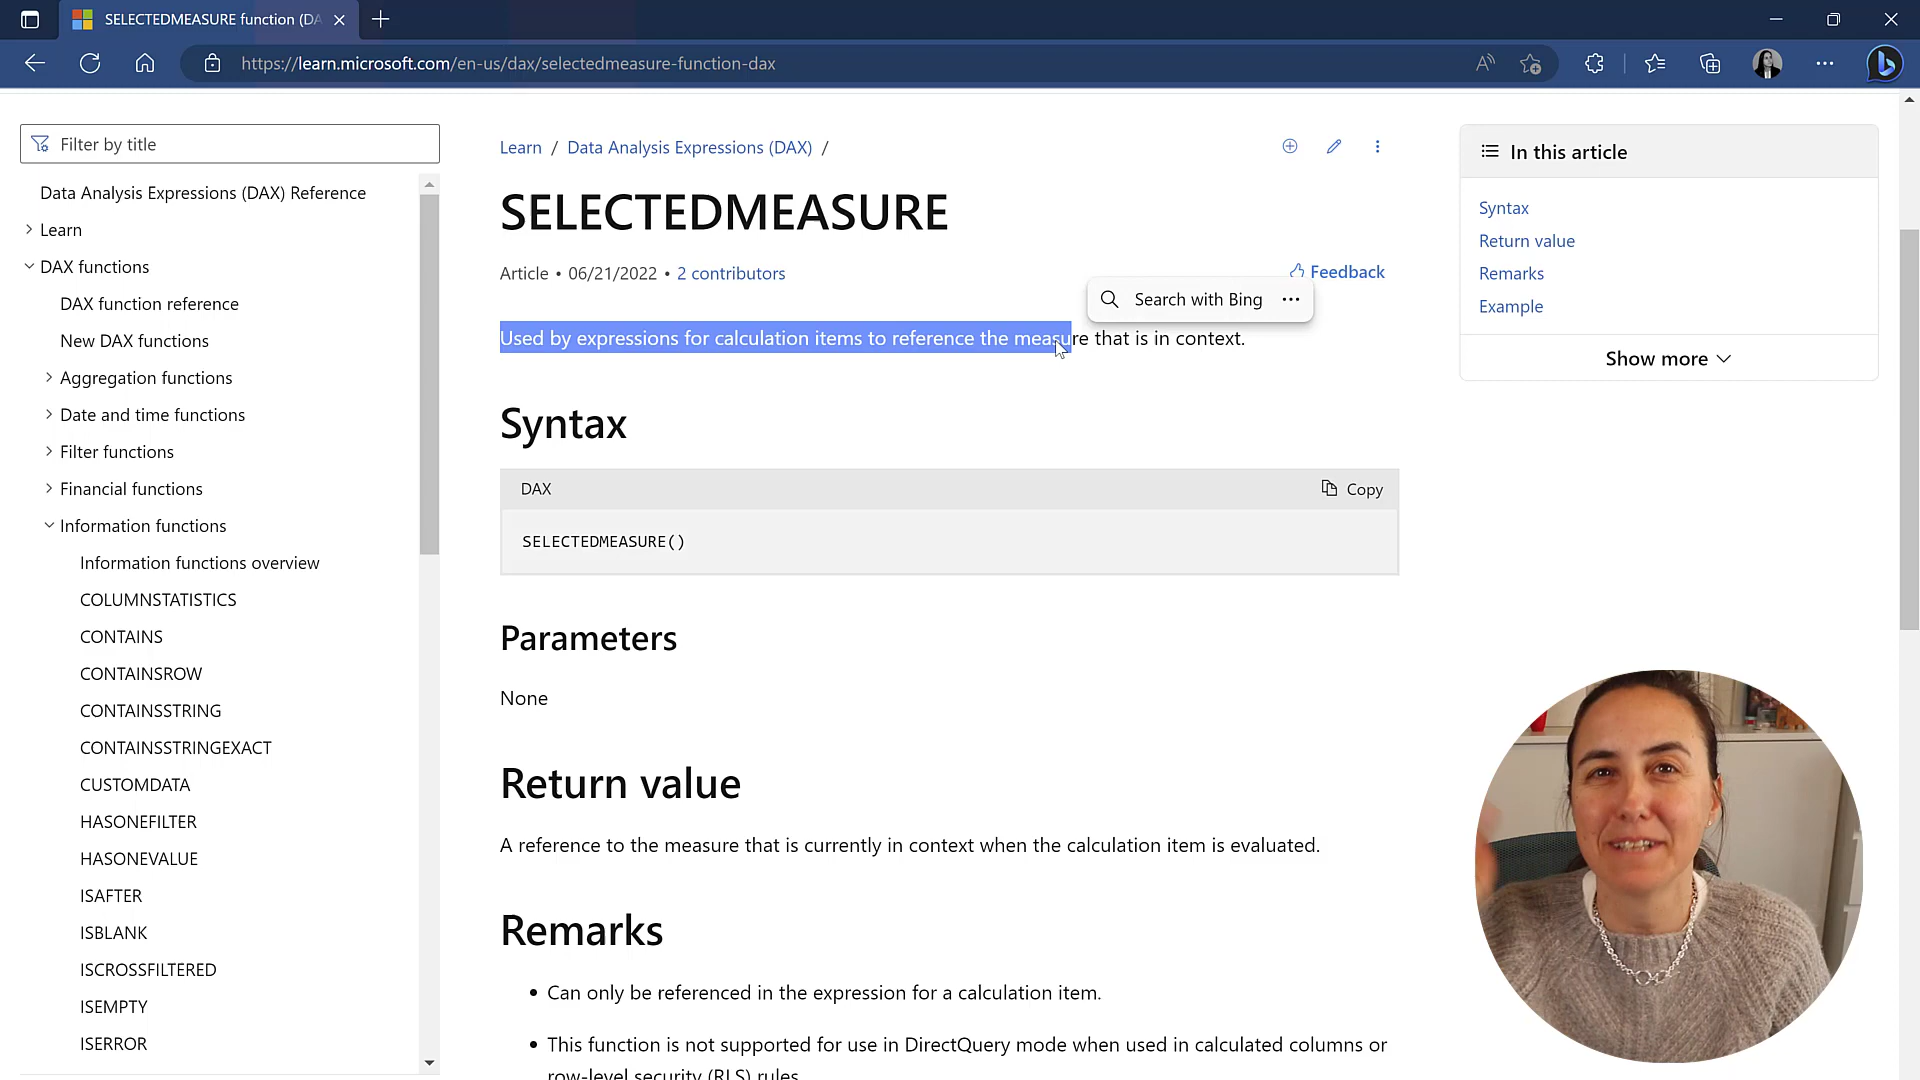 SELECTEDMEASURE function (DA
https://learn.microsoft.com/en-us/dax/selectedmeasure-function-dax
Filter by title
Data Analysis Expressions (DAX) Reference
Learn
DAX functions
DAX function reference
New DAX functions
Aggregation functions
Date and time functions
Filter functions
Financial functions
Information functions
Information functions overview
COLUMNSTATISTICS
CONTAINS
CONTAINSROW
CONTAINSSTRING
CONTAINSSTRINGEXACT
CUSTOMDATA
HASONEFILTER
HASONEVALUE
ISAFTER
ISBLANK
ISCROSSFILTERED
ISEMPTY
ISERROR
Learn / Data Analysis Expressions (DAX) /
SELECTEDMEASURE
Article • 06/21/2022 • 2 contributors
Feedback
Search with Bing
Used by expressions for calculation items to reference the measure that is in context.
Syntax
DAX
Copy
SELECTEDMEASURE()
Parameters
None
Return value
A reference to the measure that is currently in context when the calculation item is evaluated.
Remarks
• Can only be referenced in the expression for a calculation item.
• This function is not supported for use in DirectQuery mode when used in calculated columns or
row-level security (RLS) rules.
In this article
Syntax
Return value
Remarks
Example
Show more